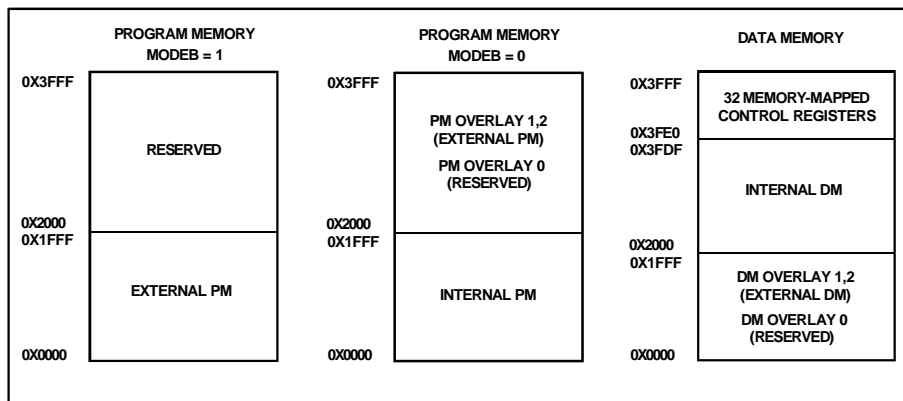 PROGRAM MEMORY
MODEB = 1
0X3FFF
RESERVED
0X2000
0X1FFF
EXTERNAL PM
0X0000
PROGRAM MEMORY
MODEB = 0
0X3FFF
PM OVERLAY 1,2
(EXTERNAL PM)
PM OVERLAY 0
(RESERVED)
0X2000
0X1FFF
INTERNAL PM
0X0000
DATA MEMORY
0X3FFF
32 MEMORY-MAPPED
CONTROL REGISTERS
0X3FE0
0X3FDF
INTERNAL DM
0X2000
0X1FFF
DM OVERLAY 1,2
(EXTERNAL DM)
DM OVERLAY 0
(RESERVED)
0X0000